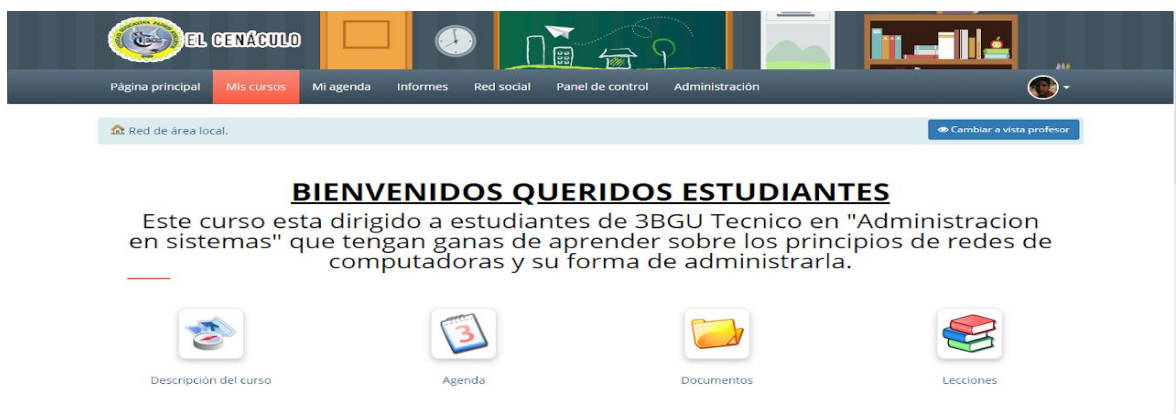 EL CENÁCULO
Página principal Mis cursos Mi agenda Informes Red social Panel de control Administración
Red de área local. Cambiar a vista profesor
BIENVENIDOS QUERIDOS ESTUDIANTES
Este curso esta dirigido a estudiantes de 3BGU Tecnico en "Administracion
en sistemas" que tengan ganas de aprender sobre los principios de redes de
computadoras y su forma de administrarla.
3
Descripción del curso Agenda Documentos Lecciones